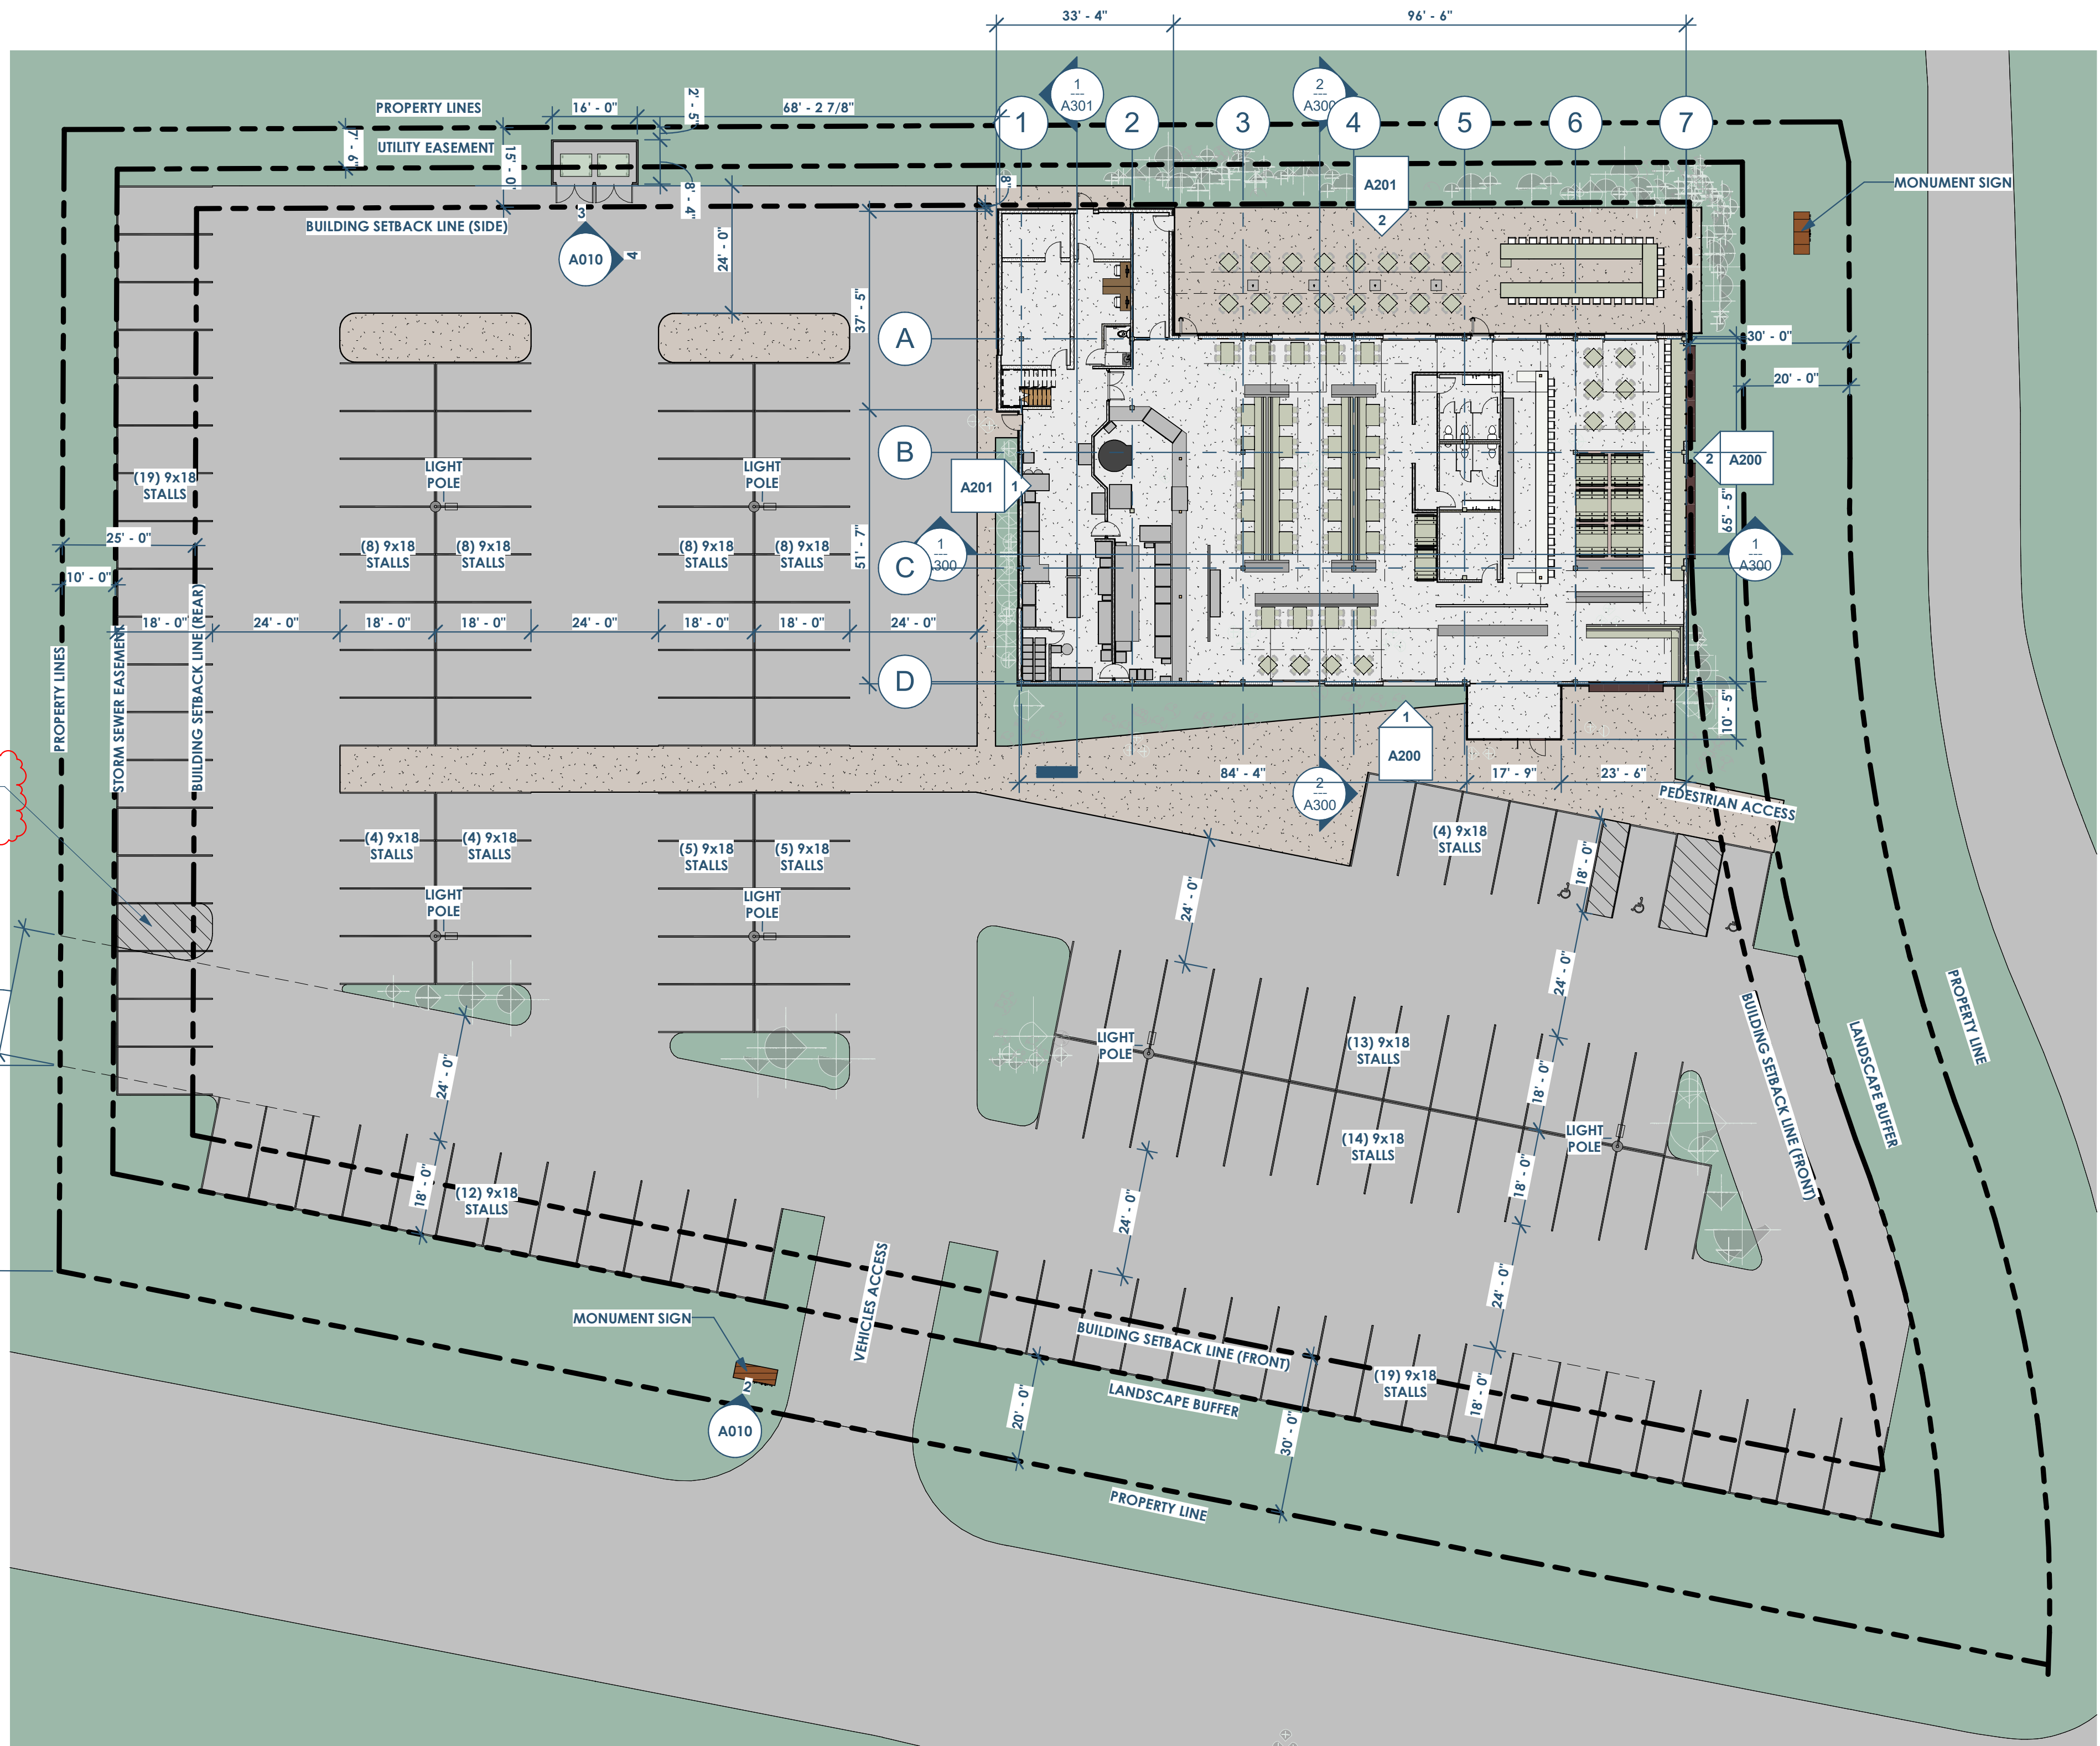 33' - 4"
96' - 6"
1
A301
2
A300
PROPERTY LINES
16' - 0"
2' - 5"
68' - 2 7/8"
1
2
3
4
5
6
7
7' - 6"
UTILITY EASEMENT
15' - 0"
8"
A201
2
MONUMENT SIGN
BUILDING SETBACK LINE (SIDE)
3
8' - 4"
A010
4
24' - 0"
37' - 5"
A
30' - 0"
20' - 0"
B
(19) 9x18
STALLS
LIGHT
POLE
LIGHT
POLE
A201
1
2
A200
65' - 5"
25' - 0"
(8) 9x18
STALLS
(8) 9x18
STALLS
(8) 9x18
STALLS
(8) 9x18
STALLS
51' - 7"
C
1
A300
1
A300
10' - 0"
18' - 0"
24' - 0"
18' - 0"
18' - 0"
24' - 0"
18' - 0"
18' - 0"
24' - 0"
PROPERTY LINES
STORM SEWER EASEMENT
BUILDING SETBACK LINE (REAR)
D
10' - 5"
1
A200
84' - 4"
17' - 9"
23' - 6"
2
A300
PEDESTRIAN ACCESS
(4) 9x18
STALLS
(4) 9x18
STALLS
(5) 9x18
STALLS
(5) 9x18
STALLS
(4) 9x18
STALLS
18' - 0"
24' - 0"
LIGHT
POLE
LIGHT
POLE
24' - 0"
PROPERTY LINE
LANDSCAPE BUFFER
BUILDING SETBACK LINE (FRONT)
LIGHT
POLE
(13) 9x18
STALLS
24' - 0"
18' - 0"
LIGHT
POLE
(14) 9x18
STALLS
18' - 0"
(12) 9x18
STALLS
18' - 0"
24' - 0"
24' - 0"
VEHICLES ACCESS
MONUMENT SIGN
BUILDING SETBACK LINE (FRONT)
2
A010
LANDSCAPE BUFFER
(19) 9x18
STALLS
20' - 0"
18' - 0"
30' - 0"
PROPERTY LINE